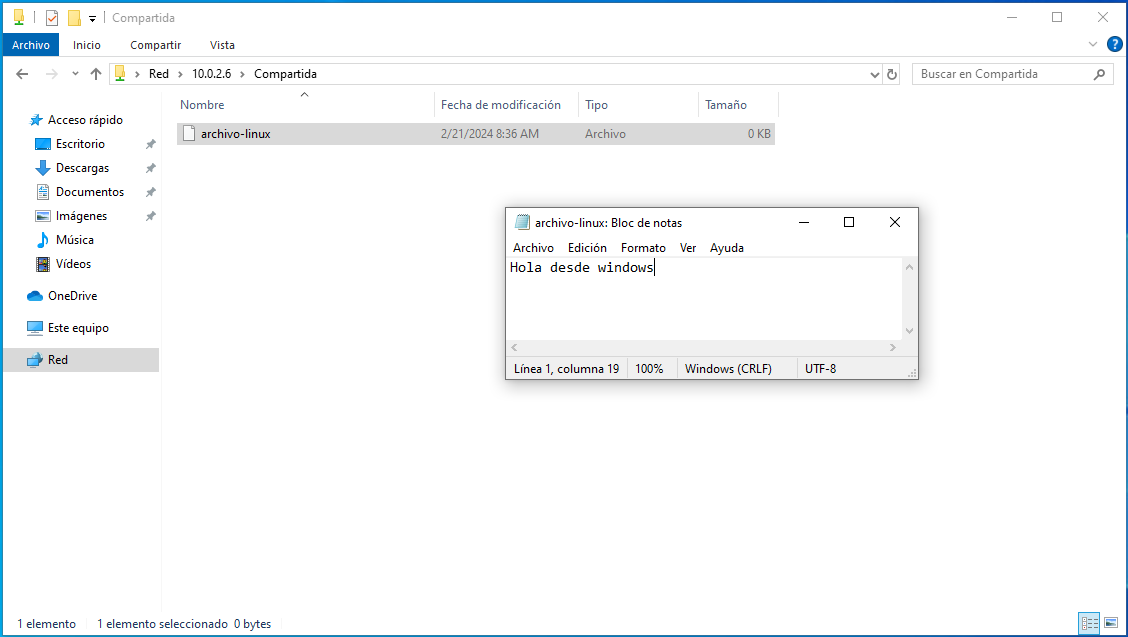 Compartida
Archivo Inicio Compartir Vista
Red 10.0.2.6 Compartida Buscar en Compartida
Nombre Fecha de modificación Tipo Tamaño
archivo-linux 2/21/2024 8:36 AM Archivo 0 KB
Acceso rápido
Escritorio
Descargas
Documentos
Imágenes
Música
Vídeos
OneDrive
Este equipo
Red
archivo-linux: Bloc de notas
Archivo Edición Formato Ver Ayuda
Hola desde windows
Línea 1, columna 19 100% Windows (CRLF) UTF-8
1 elemento 1 elemento seleccionado 0 bytes